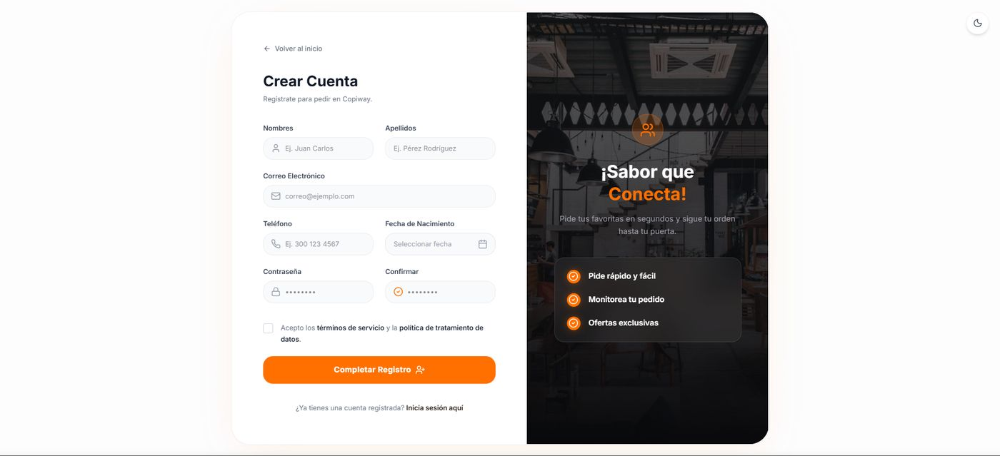 Volver al inicio
Crear Cuenta
Regístrate para pedir en Copiway.
Nombres
Apellidos
Ej. Juan Carlos
Ej. Pérez Rodríguez
Correo Electrónico
correo@ejemplo.com
Teléfono
Fecha de Nacimiento
Ej. 300 123 4567
Seleccionar fecha
Contraseña
Confirmar
••••••••
••••••••
Acepto los términos de servicio y la política de tratamiento de
datos.
Completar Registro
¿Ya tienes una cuenta registrada? Inicia sesión aquí
¡Sabor que
Conecta!
Pide tus favoritas en segundos y sigue tu orden
hasta tu puerta.
Pide rápido y fácil
Monitorea tu pedido
Ofertas exclusivas